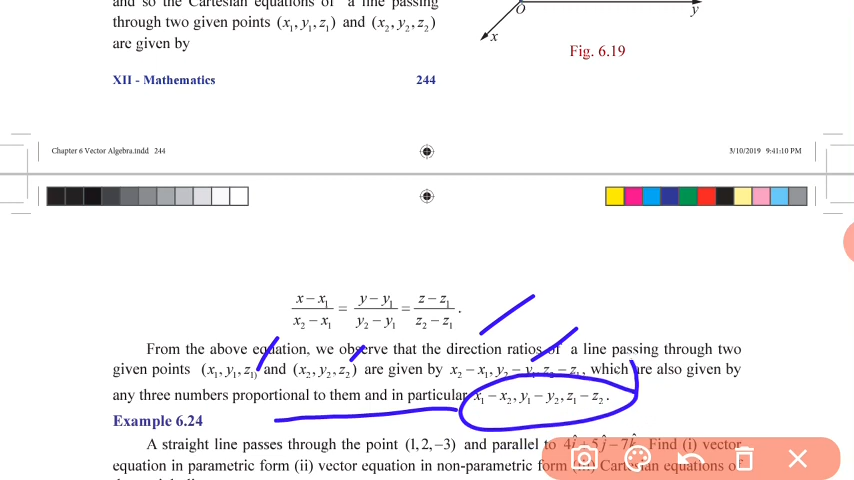 and so the Cartesian equations of a line passing
through two given points (x₁, y₁, z₁) and (x₂, y₂, z₂)
are given by
O
y
x
Fig. 6.19
XII - Mathematics 244
Chapter 6 Vector Algebra.indd 244 3/10/2019 9:41:10 PM
(x − x₁)/(x₂ − x₁) = (y − y₁)/(y₂ − y₁) = (z − z₁)/(z₂ − z₁) .
From the above equation, we observe that the direction ratios of a line passing through two
given points (x₁, y₁, z₁) and (x₂, y₂, z₂) are given by x₂ − x₁, y₂ − y₁, z₂ − z₁, which are also given by
any three numbers proportional to them and in particular x₁ − x₂, y₁ − y₂, z₁ − z₂ .
Example 6.24
A straight line passes through the point (1, 2, −3) and parallel to 4î + 5ĵ − 7k̂. Find (i) vector
equation in parametric form (ii) vector equation in non-parametric form (iii) Cartesian equations of